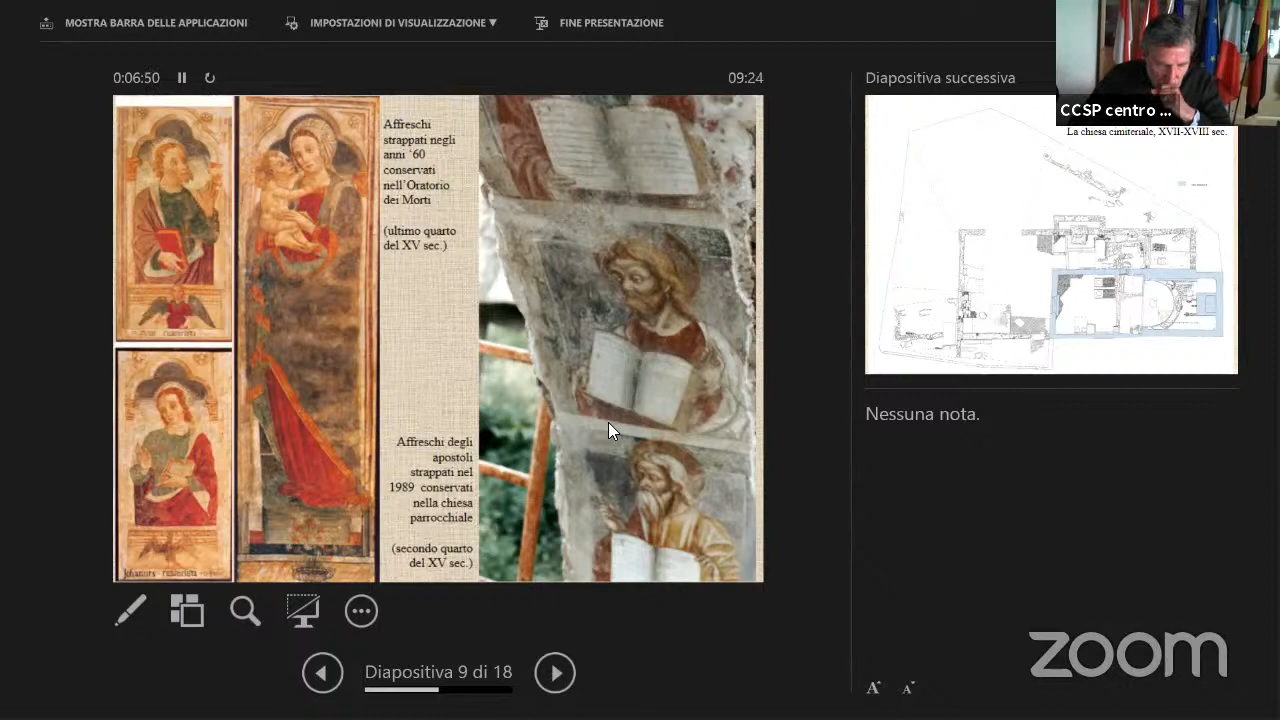 MOSTRA BARRA DELLE APPLICAZIONI
IMPOSTAZIONI DI VISUALIZZAZIONE ▼
FINE PRESENTAZIONE
0:06:50
09:24
Affreschi
strappati negli
anni ‘60
conservati
nell’Oratorio
dei Morti
(ultimo quarto
del XV sec.)
Affreschi degli
apostoli
strappati nel
1989 conservati
nella chiesa
parrocchiale
(secondo quarto
del XV sec.)
Diapositiva 9 di 18
Diapositiva successiva
CCSP centro ...
La chiesa cimiteriale, XVII-XVIII sec.
Nessuna nota.
A A
zoom